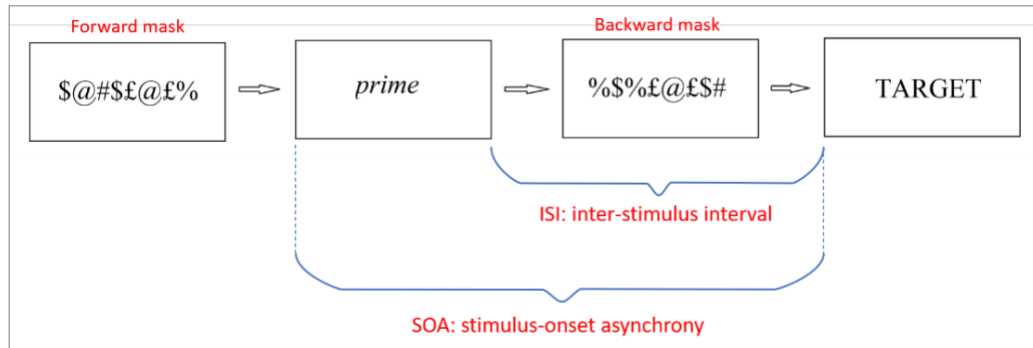 Forward mask
Backward mask
$@#$£@£%
prime
%$%£@£$#
TARGET
ISI: inter-stimulus interval
SOA: stimulus-onset asynchrony